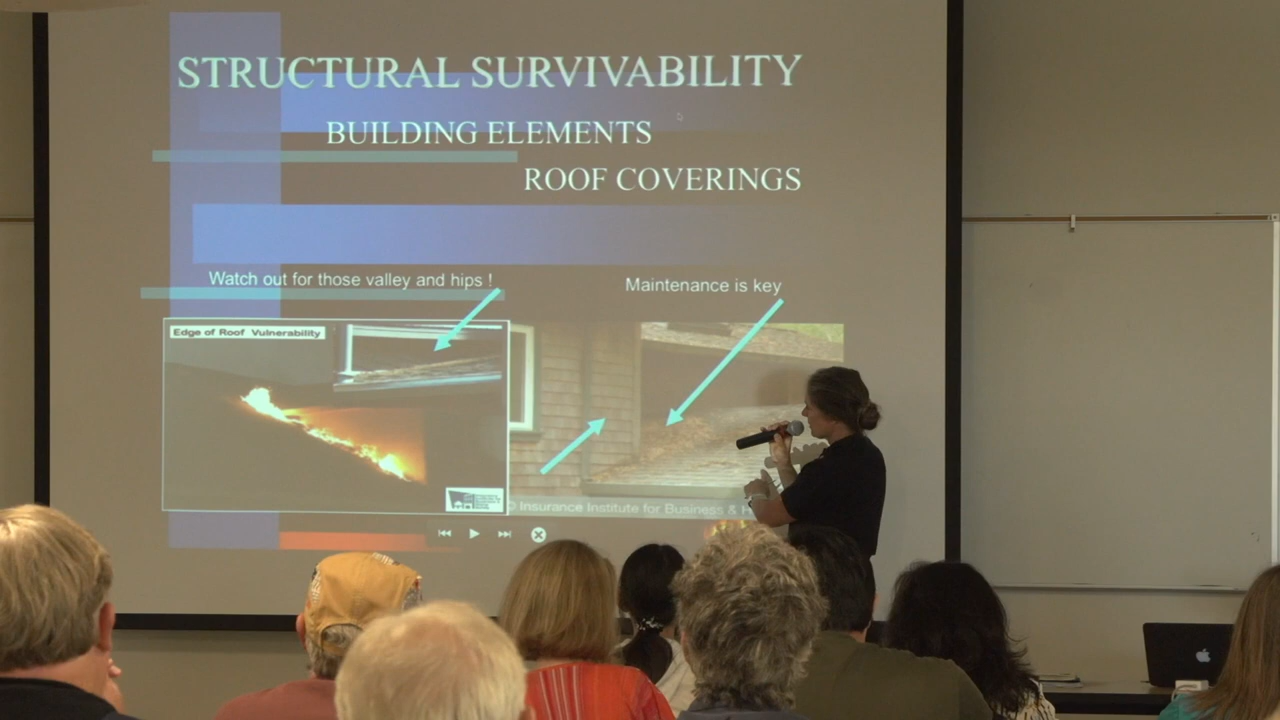 STRUCTURAL SURVIVABILITY
BUILDING ELEMENTS
ROOF COVERINGS
Watch out for those valley and hips !
Maintenance is key
Edge of Roof Vulnerability
© Insurance Institute for Business & H